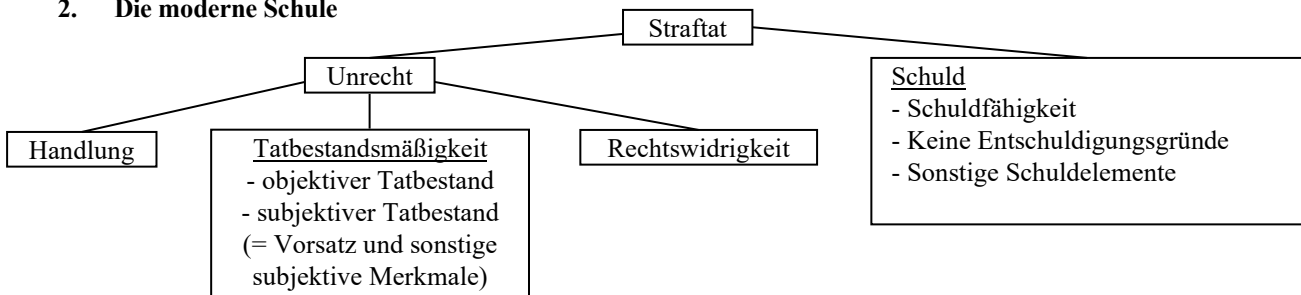 2. Die moderne Schule
Straftat
Unrecht
Schuld
- Schuldfähigkeit
- Keine Entschuldigungsgründe
- Sonstige Schuldelemente
Handlung
Tatbestandsmäßigkeit
- objektiver Tatbestand
- subjektiver Tatbestand
(= Vorsatz und sonstige
subjektive Merkmale)
Rechtswidrigkeit